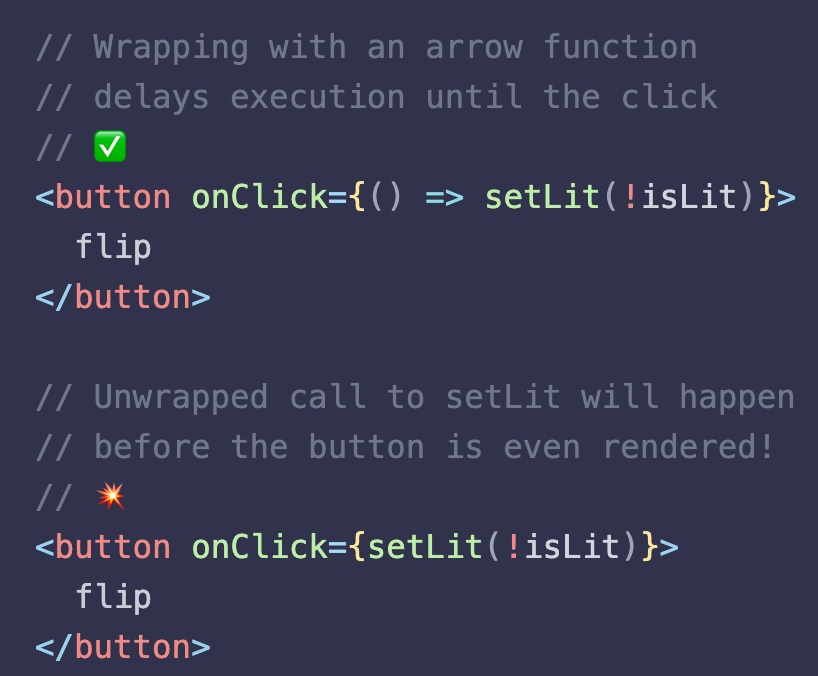 // Wrapping with an arrow function
// delays execution until the click
// ✅
<button onClick={() => setLit(!isLit)}>
  flip
</button>

// Unwrapped call to setLit will happen
// before the button is even rendered!
// 💥
<button onClick={setLit(!isLit)}>
  flip
</button>